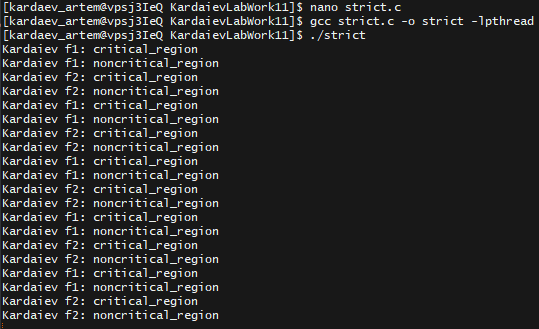 [kardaev_artem@vpsj3IeQ KardaievLabWork11]$ nano strict.c
[kardaev_artem@vpsj3IeQ KardaievLabWork11]$ gcc strict.c -o strict -lpthread
[kardaev_artem@vpsj3IeQ KardaievLabWork11]$ ./strict
Kardaiev f1: critical_region
Kardaiev f1: noncritical_region
Kardaiev f2: critical_region
Kardaiev f2: noncritical_region
Kardaiev f1: critical_region
Kardaiev f1: noncritical_region
Kardaiev f2: critical_region
Kardaiev f2: noncritical_region
Kardaiev f1: critical_region
Kardaiev f1: noncritical_region
Kardaiev f2: critical_region
Kardaiev f2: noncritical_region
Kardaiev f1: critical_region
Kardaiev f1: noncritical_region
Kardaiev f2: critical_region
Kardaiev f2: noncritical_region
Kardaiev f1: critical_region
Kardaiev f1: noncritical_region
Kardaiev f2: critical_region
Kardaiev f2: noncritical_region